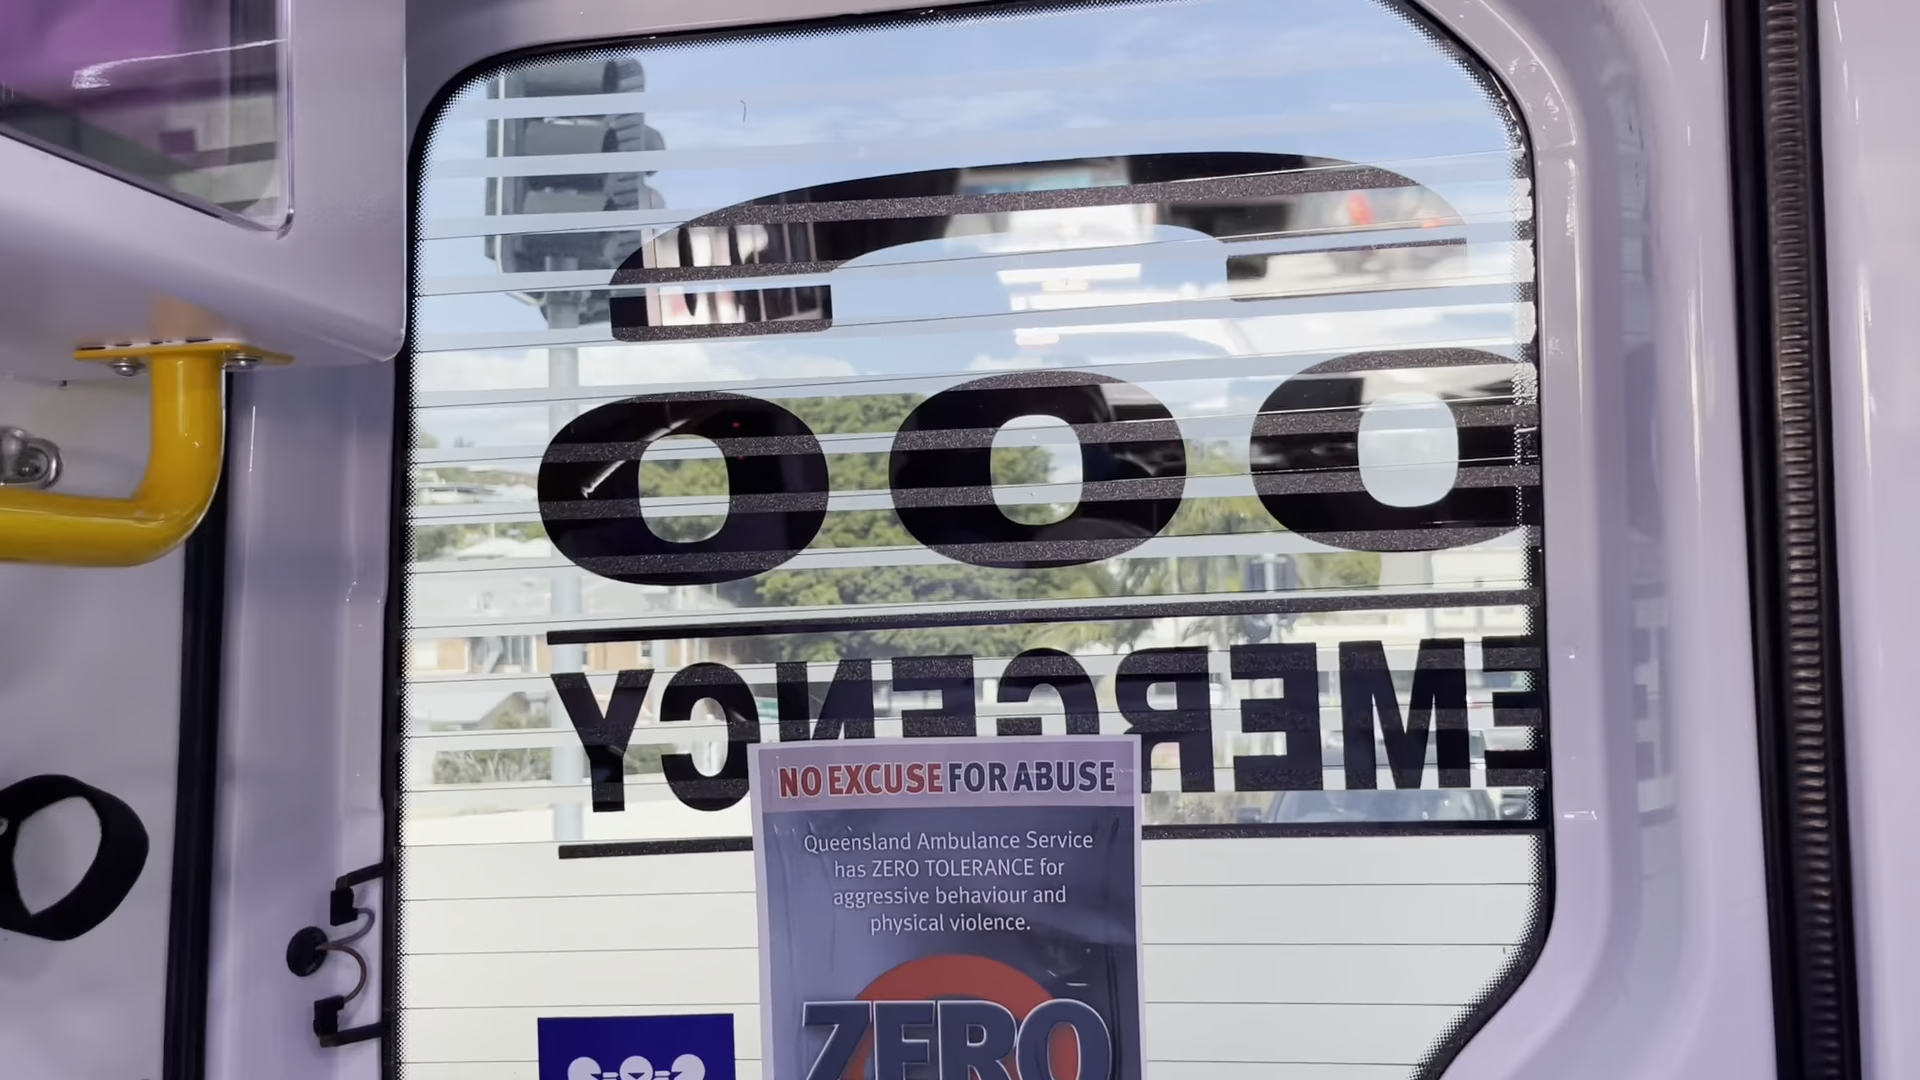 000
EMERGENCY
NO EXCUSE FOR ABUSE
Queensland Ambulance Service
has ZERO TOLERANCE for
aggressive behaviour and
physical violence.
ZERO